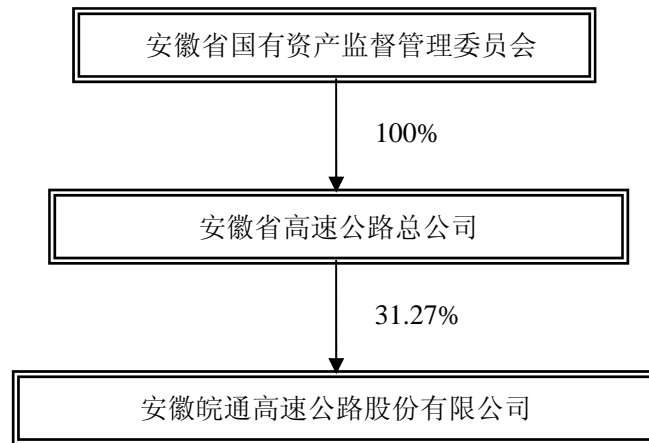 安徽省国有资产监督管理委员会
100%
安徽省高速公路总公司
31.27%
安徽皖通高速公路股份有限公司